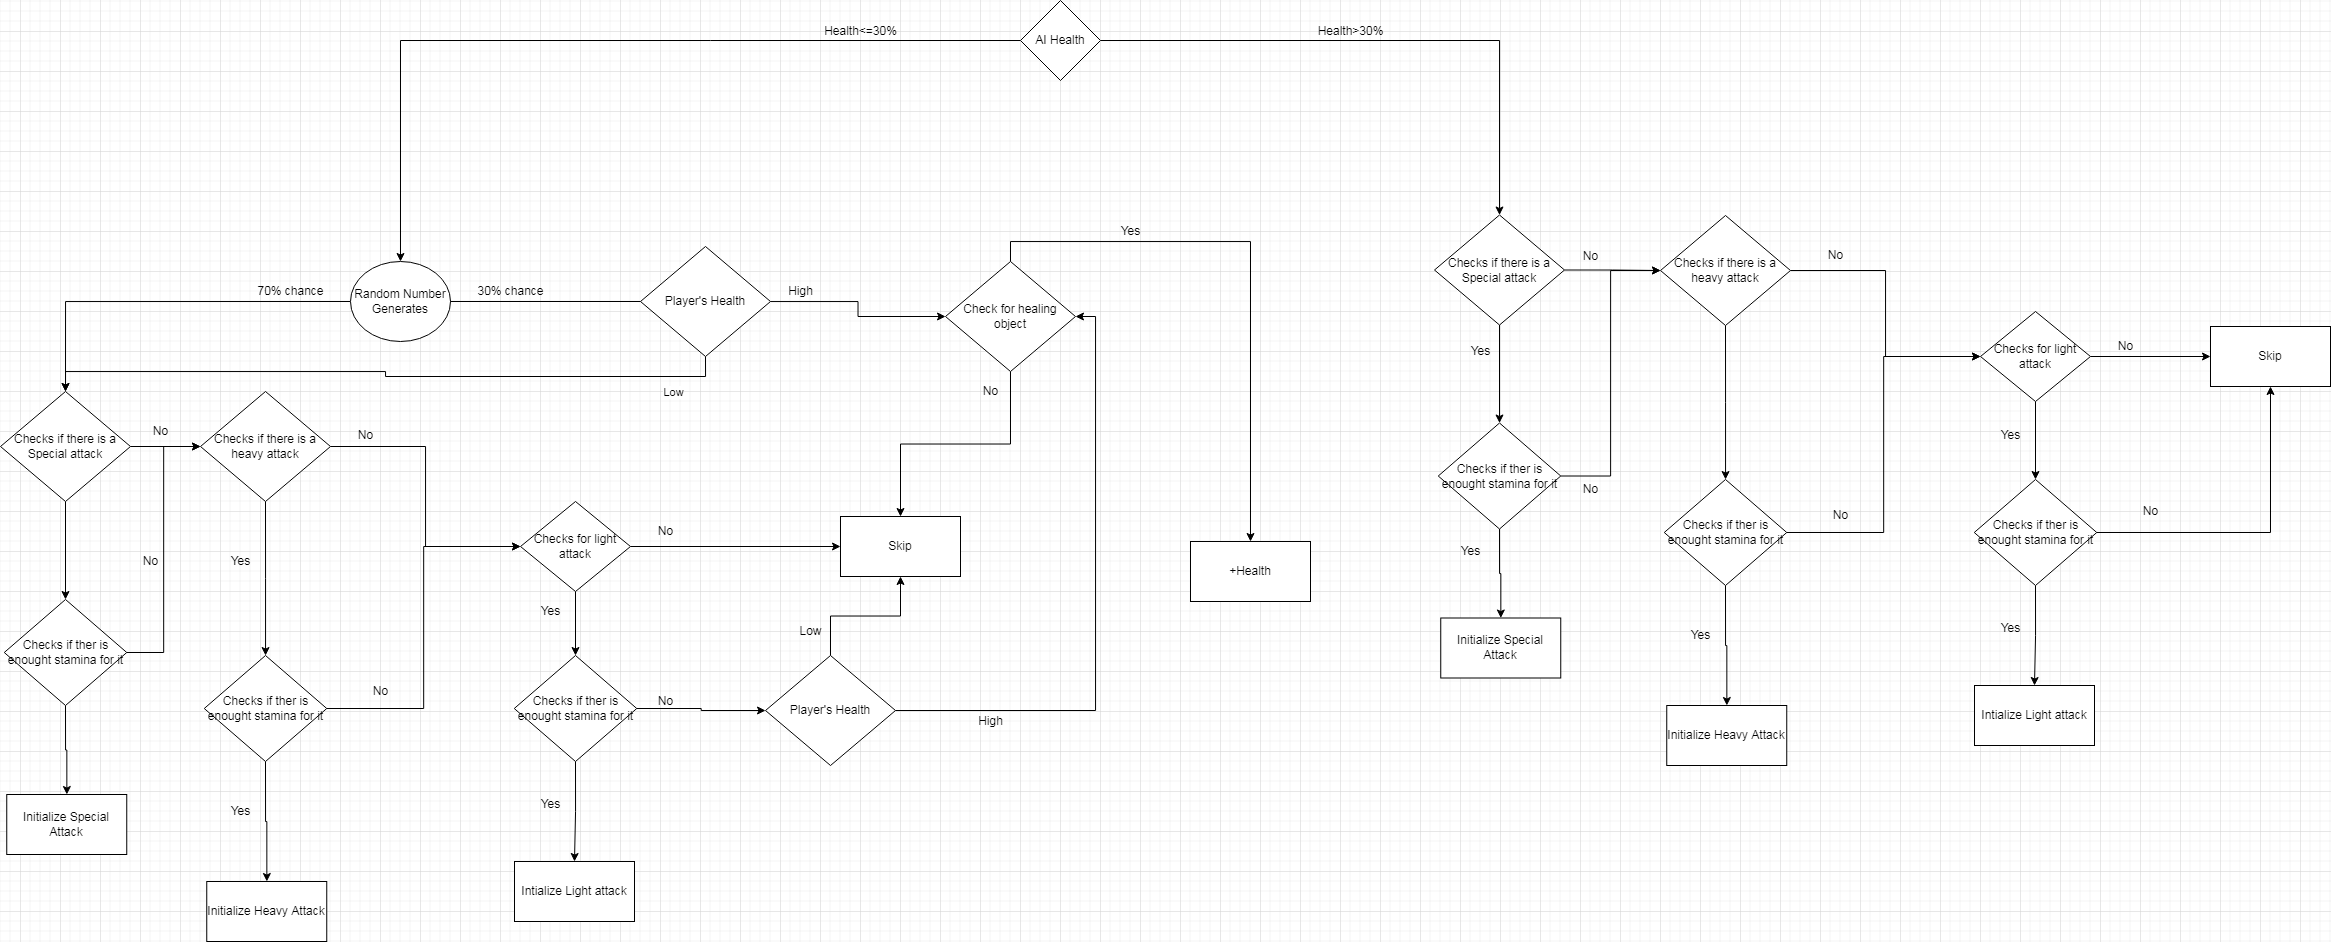 Health<=30%
AI Health
Health>30%
Yes
70% chance
Random Number
Generates
30% chance
Player's Health
High
Check for healing
object
Low
No
Checks if there is a
Special attack
No
Checks if there is a
heavy attack
No
No
Yes
Checks for light
attack
No
Skip
Yes
Low
+Health
Checks if ther is
enought stamina for it
Checks if ther is
enought stamina for it
No
Checks if ther is
enought stamina for it
No
Player's Health
High
Initialize Special
Attack
Yes
Yes
Initialize Heavy Attack
Intialize Light attack
Checks if there is a
Special attack
No
Checks if there is a
heavy attack
No
Yes
Checks for light
attack
No
Skip
Yes
Checks if ther is
enought stamina for it
No
Checks if ther is
enought stamina for it
No
Checks if ther is
enought stamina for it
No
Yes
Yes
Yes
Initialize Special
Attack
Initialize Heavy Attack
Intialize Light attack